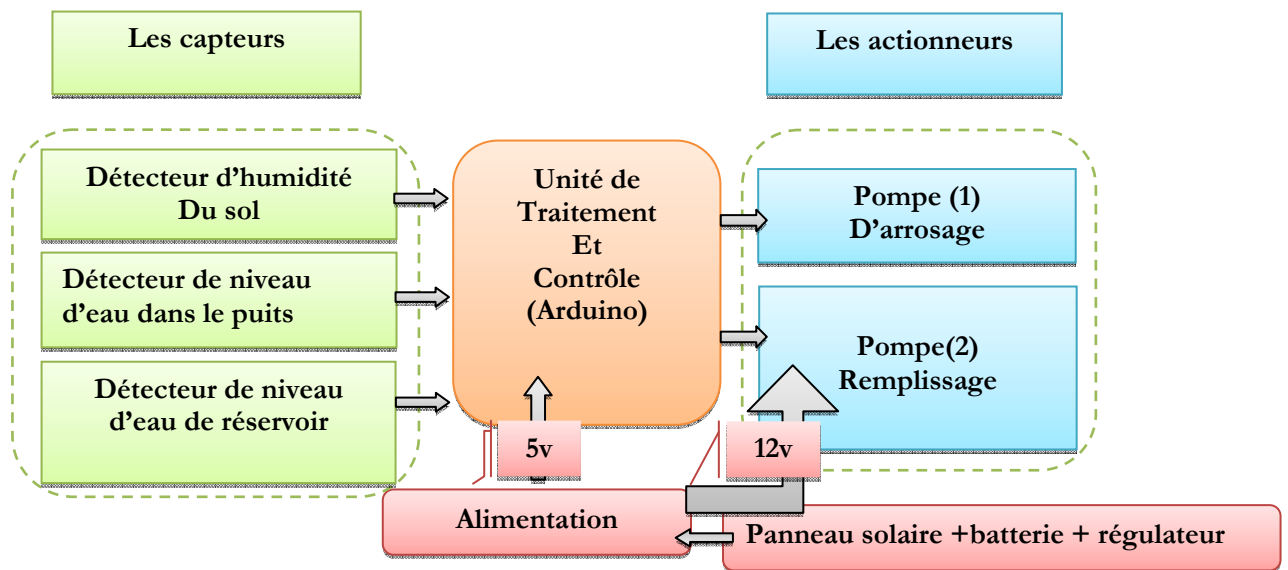 Les capteurs
Les actionneurs
Détecteur d'humidité
Du sol
Détecteur de niveau
d'eau dans le puits
Détecteur de niveau
d'eau de réservoir
Unité de
Traitement
Et
Contrôle
(Arduino)
Pompe (1)
D'arrosage
Pompe(2)
Remplissage
5v
12v
Alimentation
Panneau solaire +batterie + régulateur